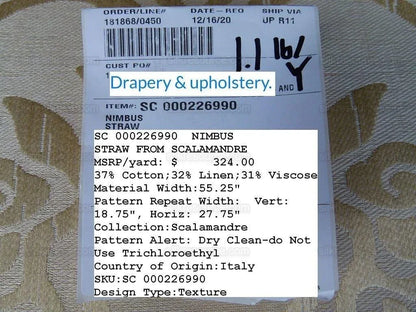 ORDER/LINE# DATE-REQ SHIP VIA
181868/0450 12/16/20 UP R11
CUST PO#
1.1 lb/
Y
AND
Drapery & upholstery.
ITEM#: SC 000226990
NIMBUS
STRAW
SC 000226990 NIMBUS
STRAW FROM SCALAMANDRE
MSRP/yard: $ 324.00
37% Cotton;32% Linen;31% Viscose
Material Width:55.25"
Pattern Repeat Width: Vert:
18.75", Horiz: 27.75"
Collection:Scalamandre
Pattern Alert: Dry Clean-do Not
Use Trichloroethyl
Country of Origin:Italy
SKU:SC 000226990
Design Type:Texture